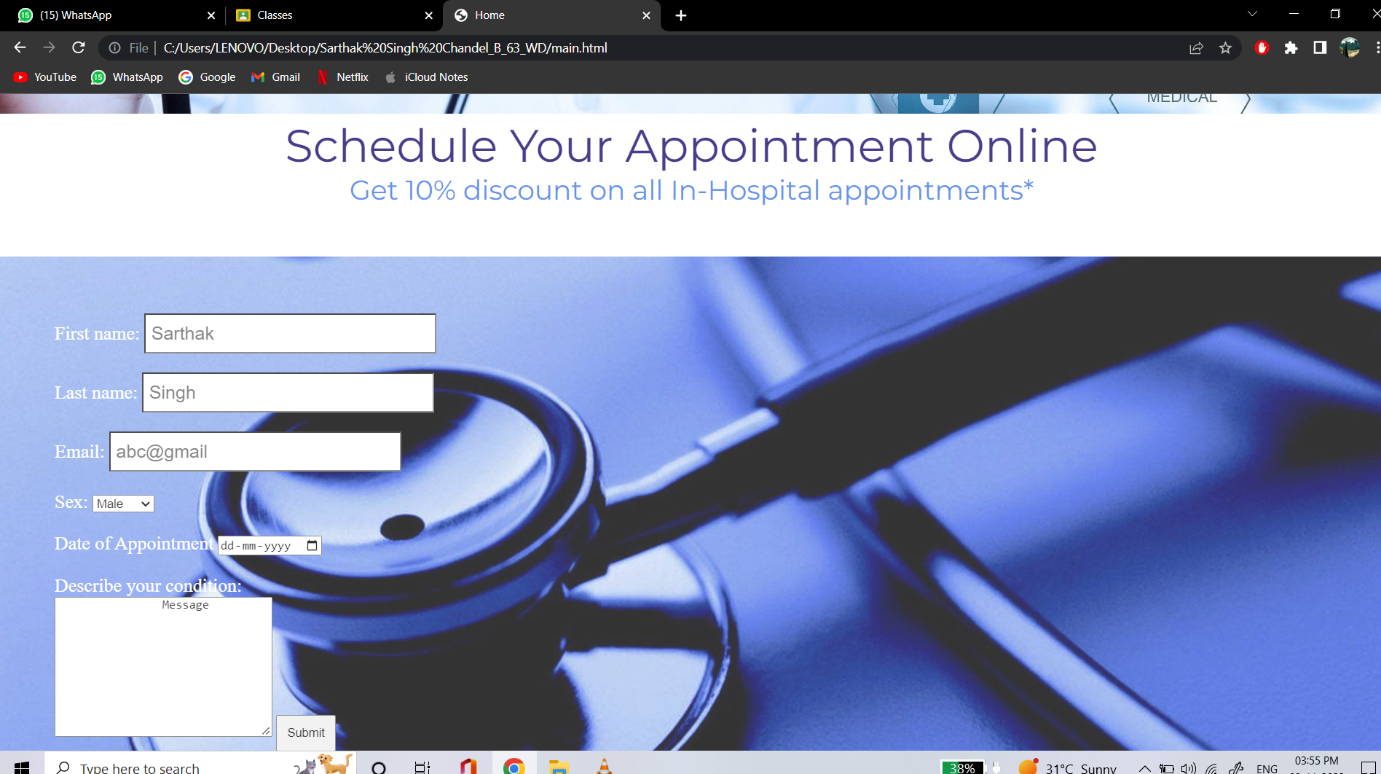 (15) WhatsApp
Classes
Home
File | C:/Users/LENOVO/Desktop/Sarthak%20Singh%20Chandel_B_63_WD/main.html
YouTube WhatsApp Google Gmail Netflix iCloud Notes
MEDICAL
Schedule Your Appointment Online
Get 10% discount on all In-Hospital appointments*
First name: Sarthak
Last name: Singh
Email: abc@gmail
Sex: Male
Date of Appointment dd-mm-yyyy
Describe your condition:
Message
Submit
Type here to search
38%
31°C Sunny
ENG
03:55 PM